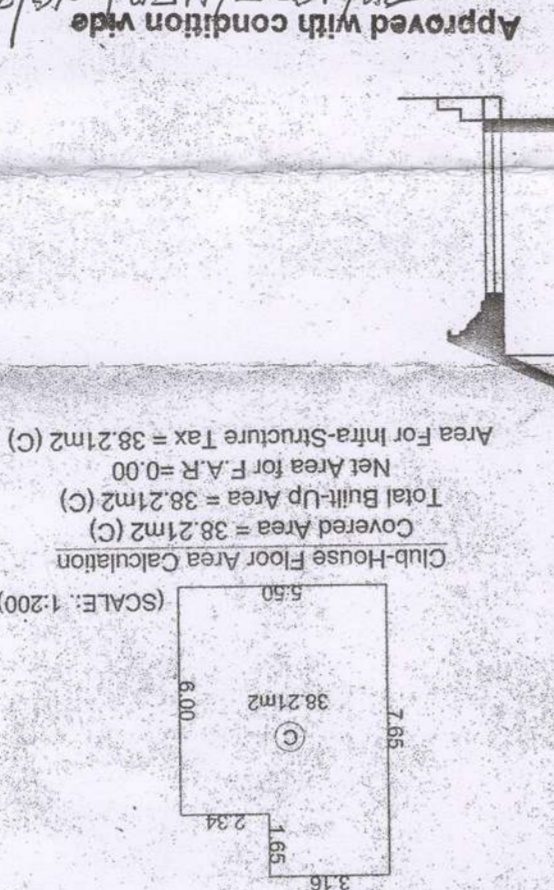 3.16
1.65
2.34
7.65
C
38.21m2
6.00
5.50
(SCALE:. 1:200)
Club-House Floor Area Calculation
Covered Area = 38.21m2 (C)
Total Built-Up Area = 38.21m2 (C)
Net Area for F.A.R =0.00
Area For Infra-Structure Tax = 38.21m2 (C)
Approved with condition vide